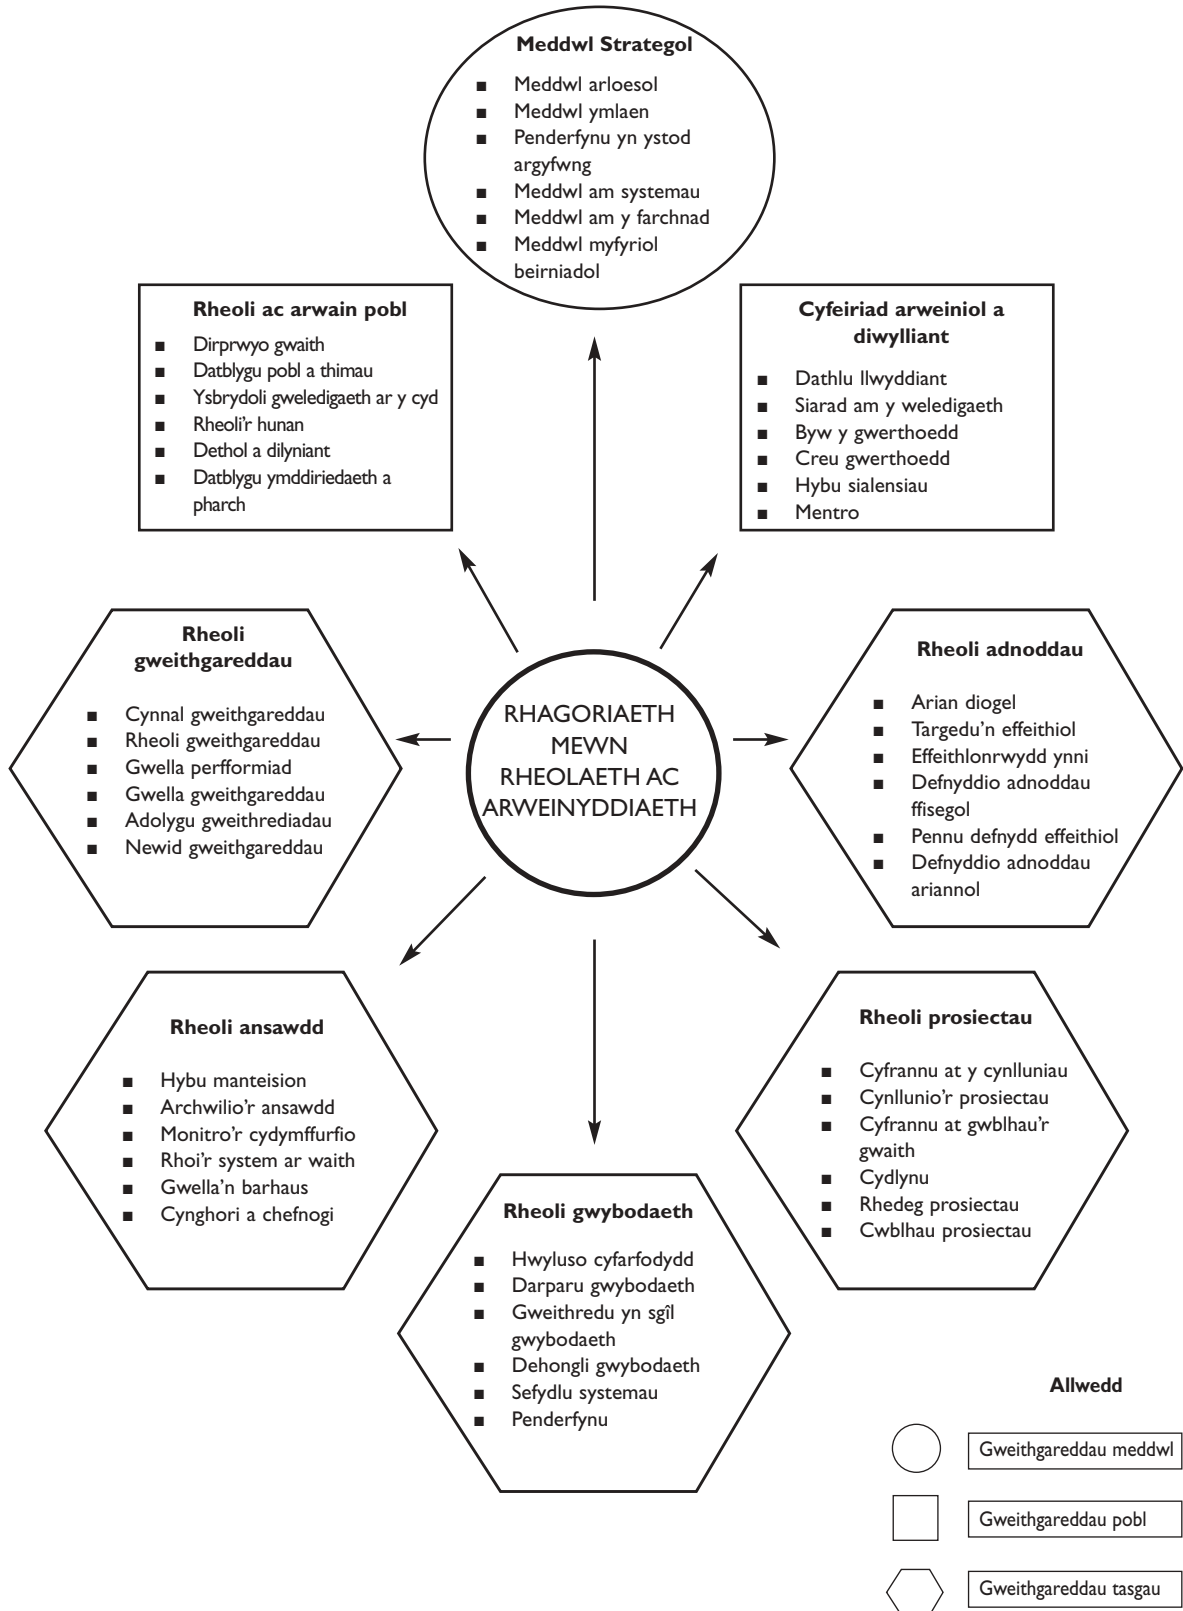 Meddwl Strategol
■ Meddwl arloesol
■ Meddwl ymlaen
■ Penderfynu yn ystod
argyfwng
■ Meddwl am systemau
■ Meddwl am y farchnad
■ Meddwl myfyriol
beirniadol
Rheoli ac arwain pobl
■ Dirprwyo gwaith
■ Datblygu pobl a thimau
■ Ysbrydoli gweledigaeth ar y cyd
■ Rheoli'r hunan
■ Dethol a dilyniant
■ Datblygu ymddiriedaeth a
pharch
Cyfeiriad arweiniol a
diwylliant
■ Dathlu llwyddiant
■ Siarad am y weledigaeth
■ Byw y gwerthoedd
■ Creu gwerthoedd
■ Hybu sialensiau
■ Mentro
Rheoli
gweithgareddau
■ Cynnal gweithgareddau
■ Rheoli gweithgareddau
■ Gwella perfformiad
■ Gwella gweithgareddau
■ Adolygu gweithrediadau
■ Newid gweithgareddau
RHAGORIAETH
MEWN
RHEOLAETH AC
ARWEINYDDIAETH
Rheoli adnoddau
■ Arian diogel
■ Targedu'n effeithiol
■ Effeithlonrwydd ynni
■ Defnyddio adnoddau
ffisegol
■ Pennu defnydd effeithiol
■ Defnyddio adnoddau
ariannol
Rheoli ansawdd
■ Hybu manteision
■ Archwilio'r ansawdd
■ Monitro'r cydymffurfio
■ Rhoi'r system ar waith
■ Gwella'n barhaus
■ Cynghori a chefnogi
Rheoli prosiectau
■ Cyfrannu at y cynlluniau
■ Cynllunio'r prosiectau
■ Cyfrannu at gwblhau'r
gwaith
■ Cydlynu
■ Rhedeg prosiectau
■ Cwblhau prosiectau
Rheoli gwybodaeth
■ Hwyluso cyfarfodydd
■ Darparu gwybodaeth
■ Gweithredu yn sgîl
gwybodaeth
■ Dehongli gwybodaeth
■ Sefydlu systemau
■ Penderfynu
Allwedd
Gweithgareddau meddwl
Gweithgareddau pobl
Gweithgareddau tasgau